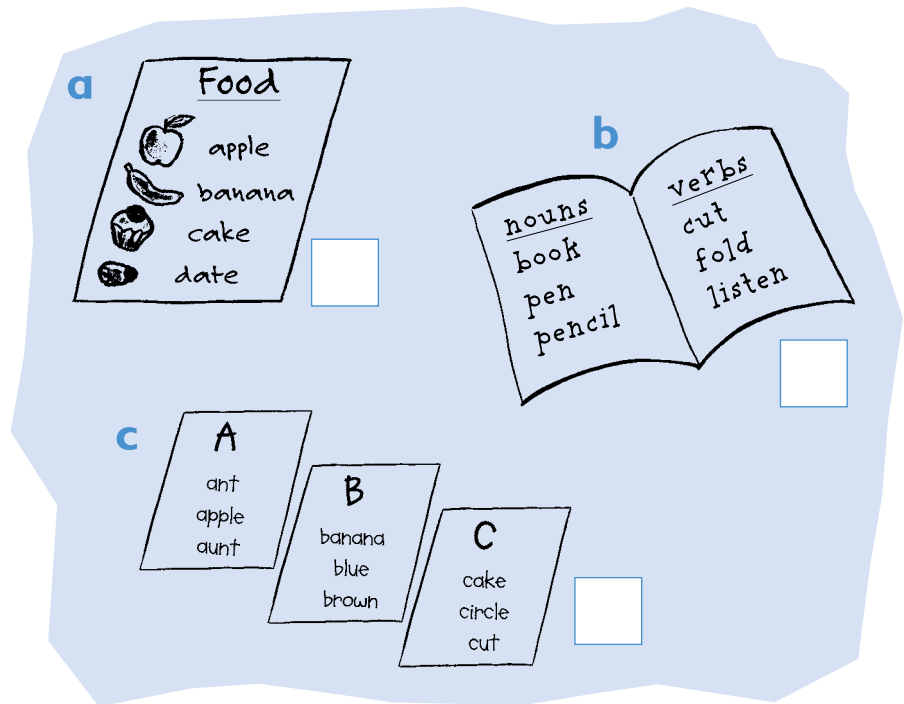 a
Food
apple
banana
cake
date
b
nouns
book
pen
pencil
verbs
cut
fold
listen
c
A
ant
apple
aunt
B
banana
blue
brown
C
cake
circle
cut